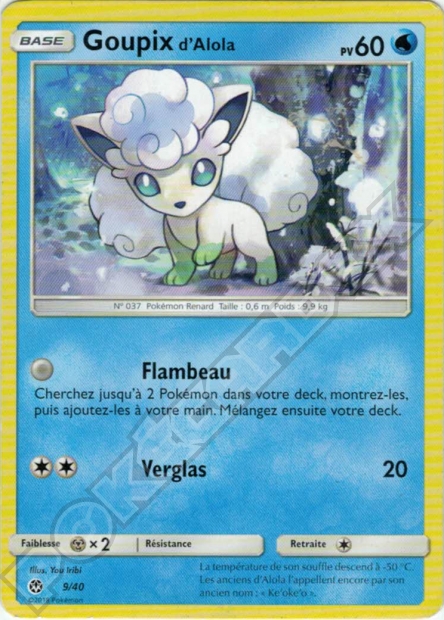 BASE Goupix d'Alola PV60
N° 037 Pokémon Renard Taille : 0,6 m Poids : 9,9 kg
Flambeau
Cherchez jusqu'à 2 Pokémon dans votre deck, montrez-les,
puis ajoutez-les à votre main. Mélangez ensuite votre deck.
Verglas 20
Faiblesse × 2 Résistance Retraite
Illus. You Iribi
9/40
©2019 Pokémon
La température de son souffle descend à -50 °C.
Les anciens d'Alola l'appellent encore par son
ancien nom : « Ke'oke'o ».